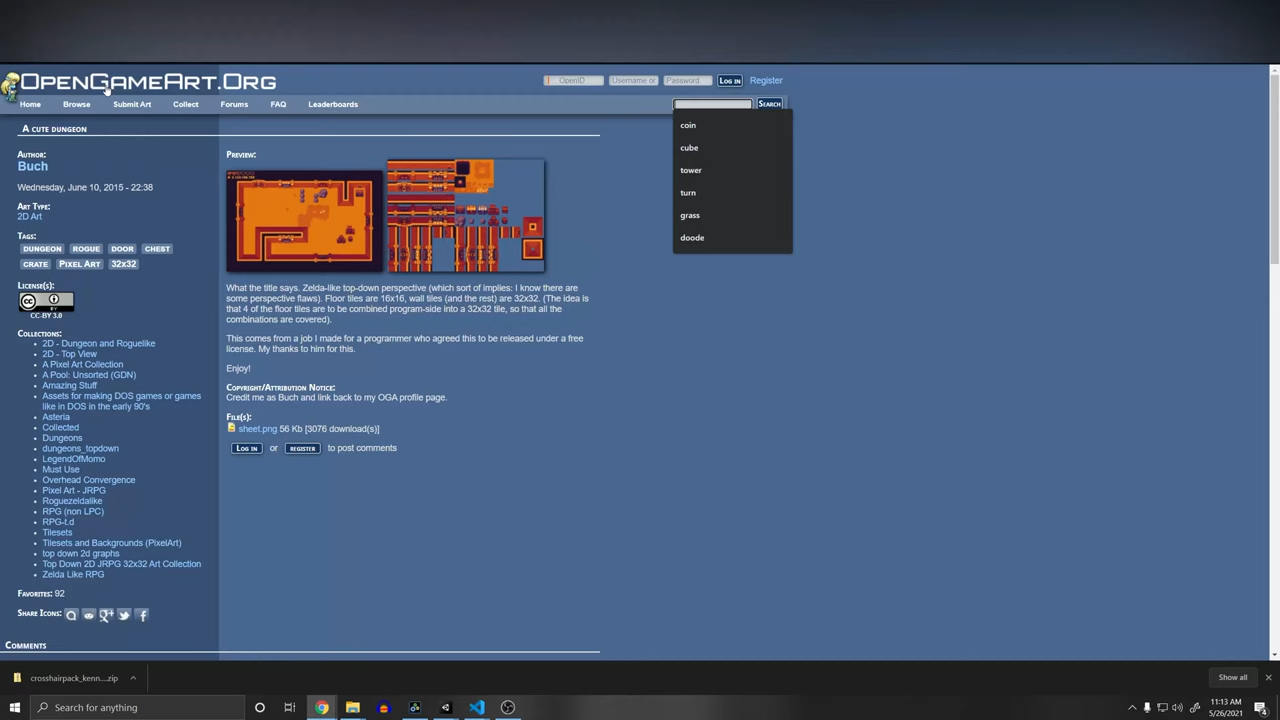 OpenGameArt.Org
OpenID
Username or
Password
Log in
Register
Home
Browse
Submit Art
Collect
Forums
FAQ
Leaderboards
Search
coin
cube
tower
turn
grass
doode
A cute dungeon
Author:
Buch
Wednesday, June 10, 2015 - 22:38
Art Type:
2D Art
Tags:
DUNGEON
ROGUE
DOOR
CHEST
CRATE
Pixel Art
32x32
License(s):
CC-BY 3.0
Collections:
2D - Dungeon and Roguelike
2D - Top View
A Pixel Art Collection
A Pool: Unsorted (GDN)
Amazing Stuff
Assets for making DOS games or games
like in DOS in the early 90's
Asteria
Collected
Dungeons
dungeons_topdown
LegendOfMomo
Must Use
Overhead Convergence
Pixel Art - JRPG
Roguezeldalike
RPG (non LPC)
RPG-t.d
Tilesets
Tilesets and Backgrounds (PixelArt)
top down 2d graphs
Top Down 2D JRPG 32x32 Art Collection
Zelda Like RPG
Favorites: 92
Share Icons:
Preview:
What the title says. Zelda-like top-down perspective (which sort of implies: I know there are
some perspective flaws). Floor tiles are 16x16, wall tiles (and the rest) are 32x32. (The idea is
that 4 of the floor tiles are to be combined program-side into a 32x32 tile, so that all the
combinations are covered).
This comes from a job I made for a programmer who agreed this to be released under a free
license. My thanks to him for this.
Enjoy!
Copyright/Attribution Notice:
Credit me as Buch and link back to my OGA profile page.
File(s):
sheet.png 56 Kb [3076 download(s)]
Log in or register to post comments
Comments
crosshairpack_kenn....zip
Show all
Search for anything
11:13 AM
5/26/2021
4